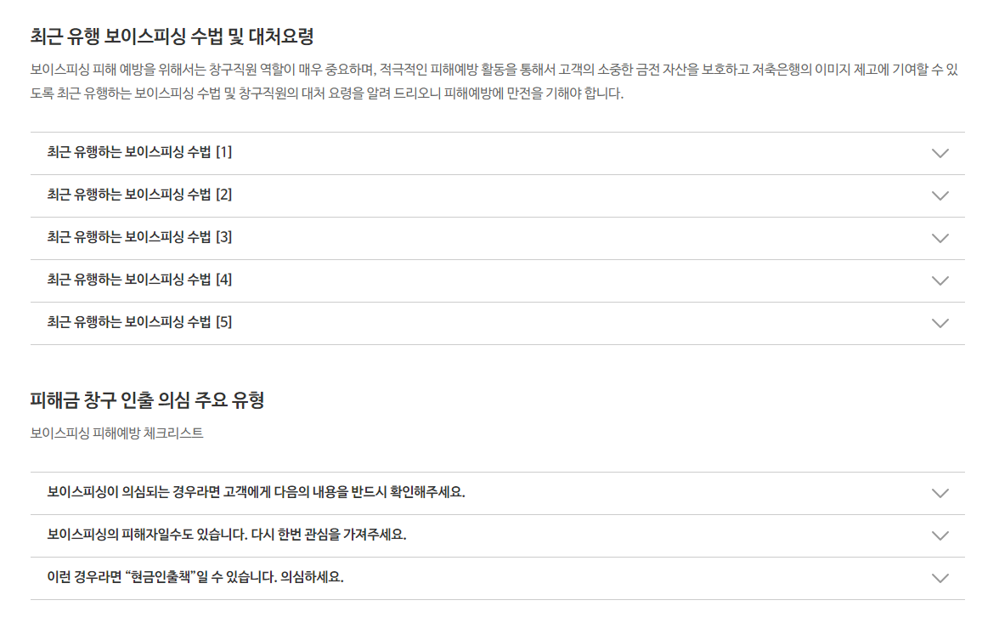 최근 유행 보이스피싱 수법 및 대처요령
보이스피싱 피해 예방을 위해서는 창구직원 역할이 매우 중요하며, 적극적인 피해예방 활동을 통해서 고객의 소중한 금전 자산을 보호하고 저축은행의 이미지 제고에 기여할 수 있
도록 최근 유행하는 보이스피싱 수법 및 창구직원의 대처 요령을 알려 드리오니 피해예방에 만전을 기해야 합니다.
최근 유행하는 보이스피싱 수법 [1]
최근 유행하는 보이스피싱 수법 [2]
최근 유행하는 보이스피싱 수법 [3]
최근 유행하는 보이스피싱 수법 [4]
최근 유행하는 보이스피싱 수법 [5]
피해금 창구 인출 의심 주요 유형
보이스피싱 피해예방 체크리스트
보이스피싱이 의심되는 경우라면 고객에게 다음의 내용을 반드시 확인해주세요.
보이스피싱의 피해자일수도 있습니다. 다시 한번 관심을 가져주세요.
이런 경우라면 “현금인출책”일 수 있습니다. 의심하세요.